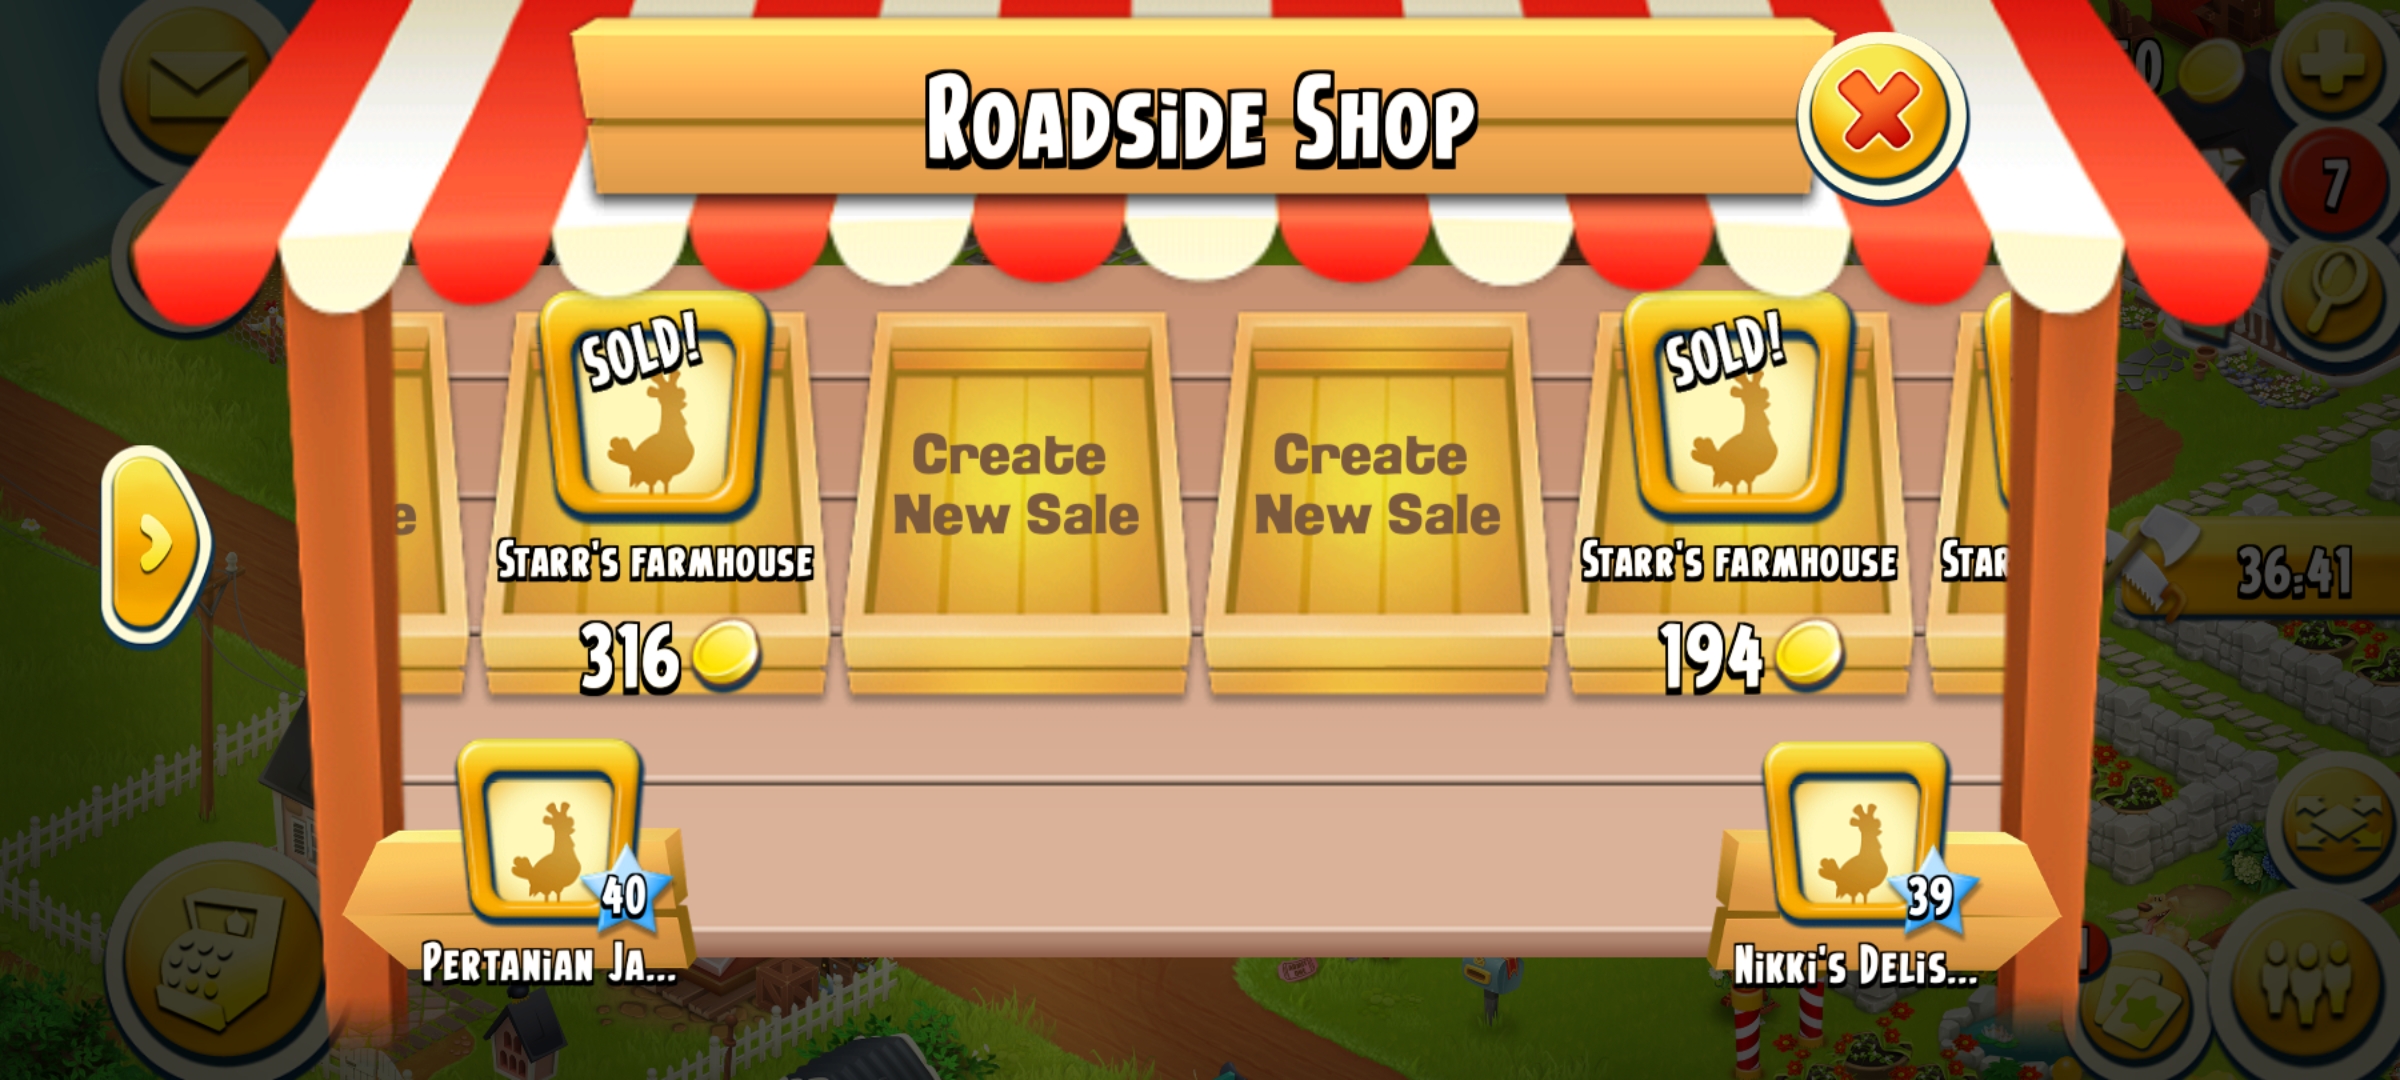 ROADSIDE SHOP
7
SOLD!
STARR'S FARMHOUSE
316
e
Create
New Sale
Create
New Sale
SOLD!
STARR'S FARMHOUSE
194
STAR
36:41
40
PERTANIAN JA...
39
NIKKI'S DELIS...